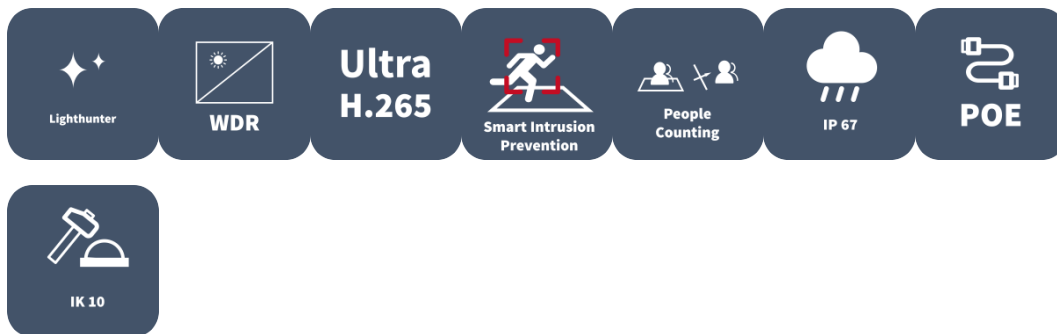 Lighthunter
WDR
Ultra
H.265
Smart Intrusion
Prevention
People
Counting
IP 67
POE
IK 10